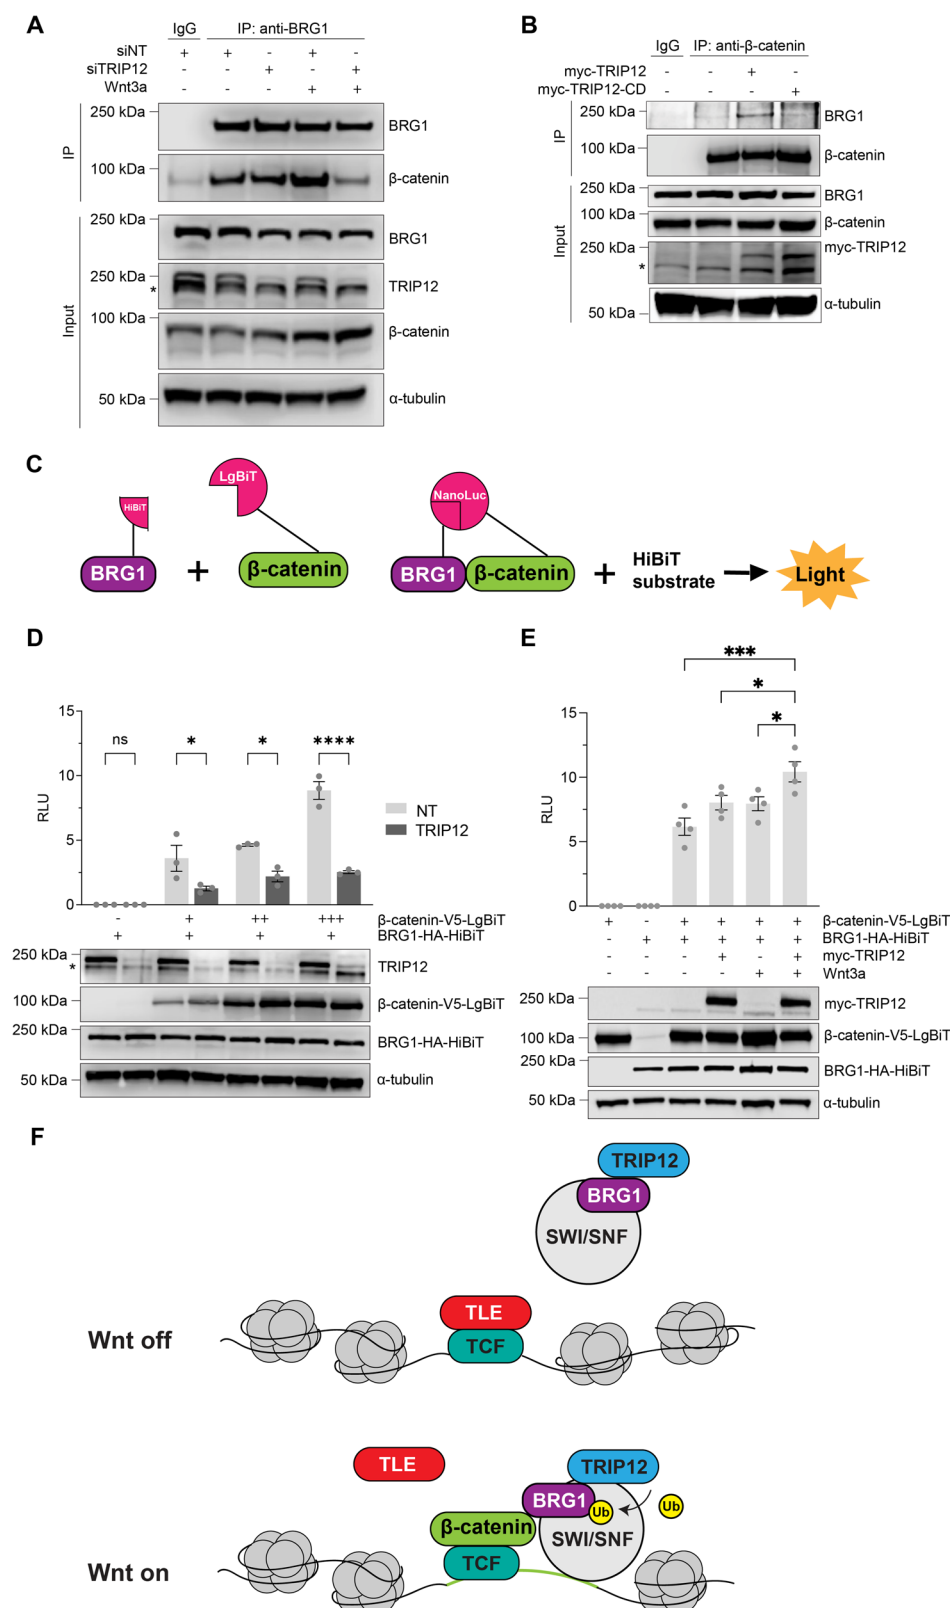 A
IgG IP: anti-BRG1
siNT + + - + -
siTRIP12 - - + - +
Wnt3a - - - + +
IP
250 kDa BRG1
100 kDa β-catenin
Input
250 kDa BRG1
250 kDa TRIP12
*
100 kDa β-catenin
50 kDa α-tubulin
B
IgG IP: anti-β-catenin
myc-TRIP12 - - + -
myc-TRIP12-CD - - - +
IP
250 kDa BRG1
100 kDa β-catenin
Input
250 kDa BRG1
100 kDa β-catenin
250 kDa myc-TRIP12
*
50 kDa α-tubulin
C
HiBiT
LgBiT
NanoLuc
BRG1 + β-catenin
BRG1 β-catenin + HiBiT substrate Light
D
15
10
5
0
RLU
ns * * ****
NT
TRIP12
- + ++ +++ β-catenin-V5-LgBiT
+ + + + BRG1-HA-HiBiT
250 kDa TRIP12
*
100 kDa β-catenin-V5-LgBiT
250 kDa BRG1-HA-HiBiT
50 kDa α-tubulin
E
***
*
*
15
10
5
0
RLU
+ - + + + + β-catenin-V5-LgBiT
- + + + + + BRG1-HA-HiBiT
- - - + - + myc-TRIP12
- - - - + + Wnt3a
250 kDa myc-TRIP12
100 kDa β-catenin-V5-LgBiT
250 kDa BRG1-HA-HiBiT
50 kDa α-tubulin
F
TRIP12
BRG1
SWI/SNF
TLE
Wnt off
TCF
TLE
TRIP12
BRG1
Ub
Ub
β-catenin
SWI/SNF
TCF
Wnt on